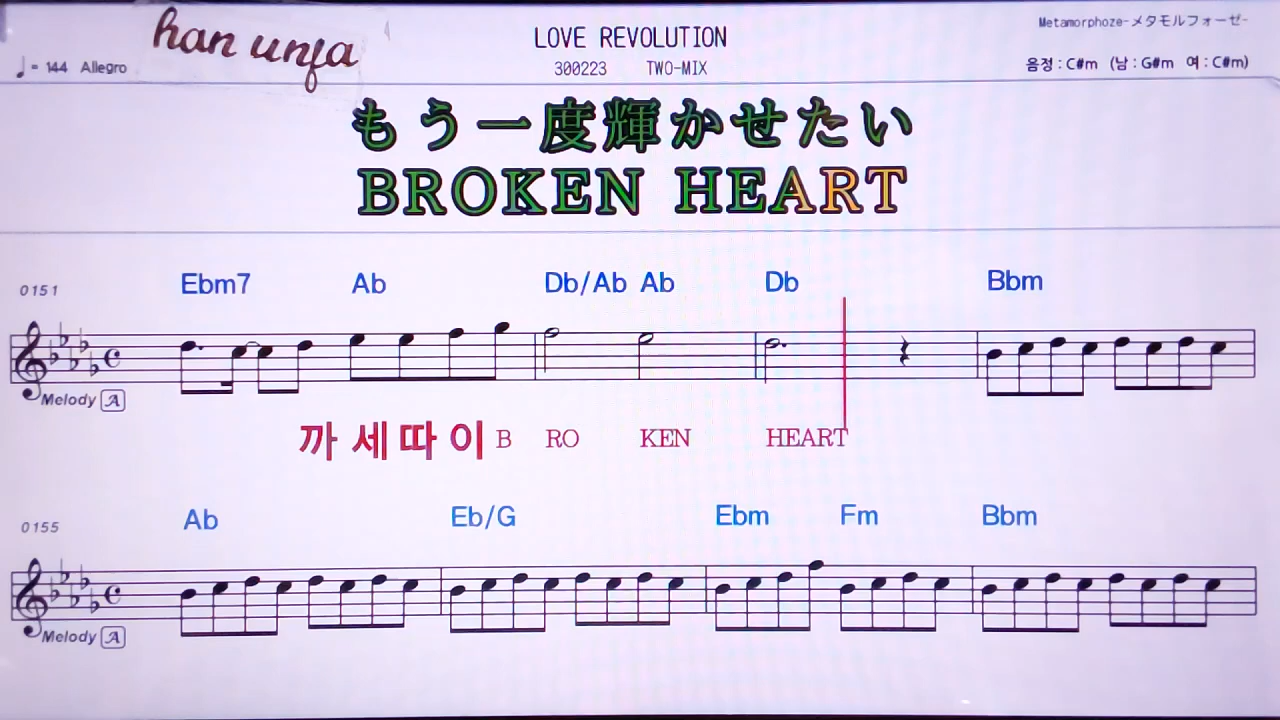 han unja
LOVE REVOLUTION
Metamorphoze-メタモルフォーゼ-
♩= 144 Allegro
300223 TWO-MIX
음정 : C#m (남 : G#m 여 : C#m)
もう一度輝かせたい
BROKEN HEART
0151 Ebm7 Ab Db/Ab Ab Db Bbm
Melody A
까 세 따 이 B RO KEN HEART
0155 Ab Eb/G Ebm Fm Bbm
Melody A